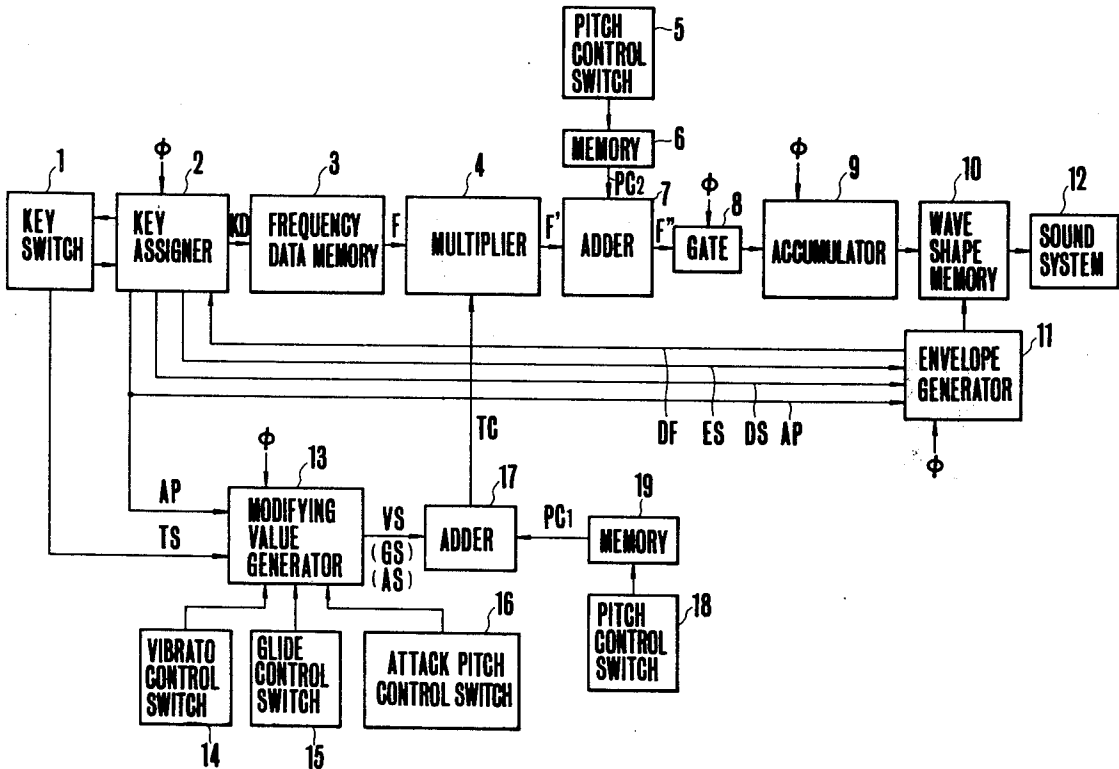 PITCH
CONTROL
SWITCH
5
MEMORY
6
PC2
1
KEY
SWITCH
ϕ
2
KEY
ASSIGNER
KD
3
FREQUENCY
DATA MEMORY
F
4
MULTIPLIER
F'
7
ADDER
F"
ϕ
8
GATE
ϕ
9
ACCUMULATOR
10
WAVE
SHAPE
MEMORY
12
SOUND
SYSTEM
11
ENVELOPE
GENERATOR
ϕ
DF ES DS AP
TC
AP
TS
ϕ
13
MODIFYING
VALUE
GENERATOR
VS
(GS)
(AS)
17
ADDER
PC1
19
MEMORY
PITCH
CONTROL
SWITCH
18
VIBRATO
CONTROL
SWITCH
14
GLIDE
CONTROL
SWITCH
15
16
ATTACK PITCH
CONTROL SWITCH